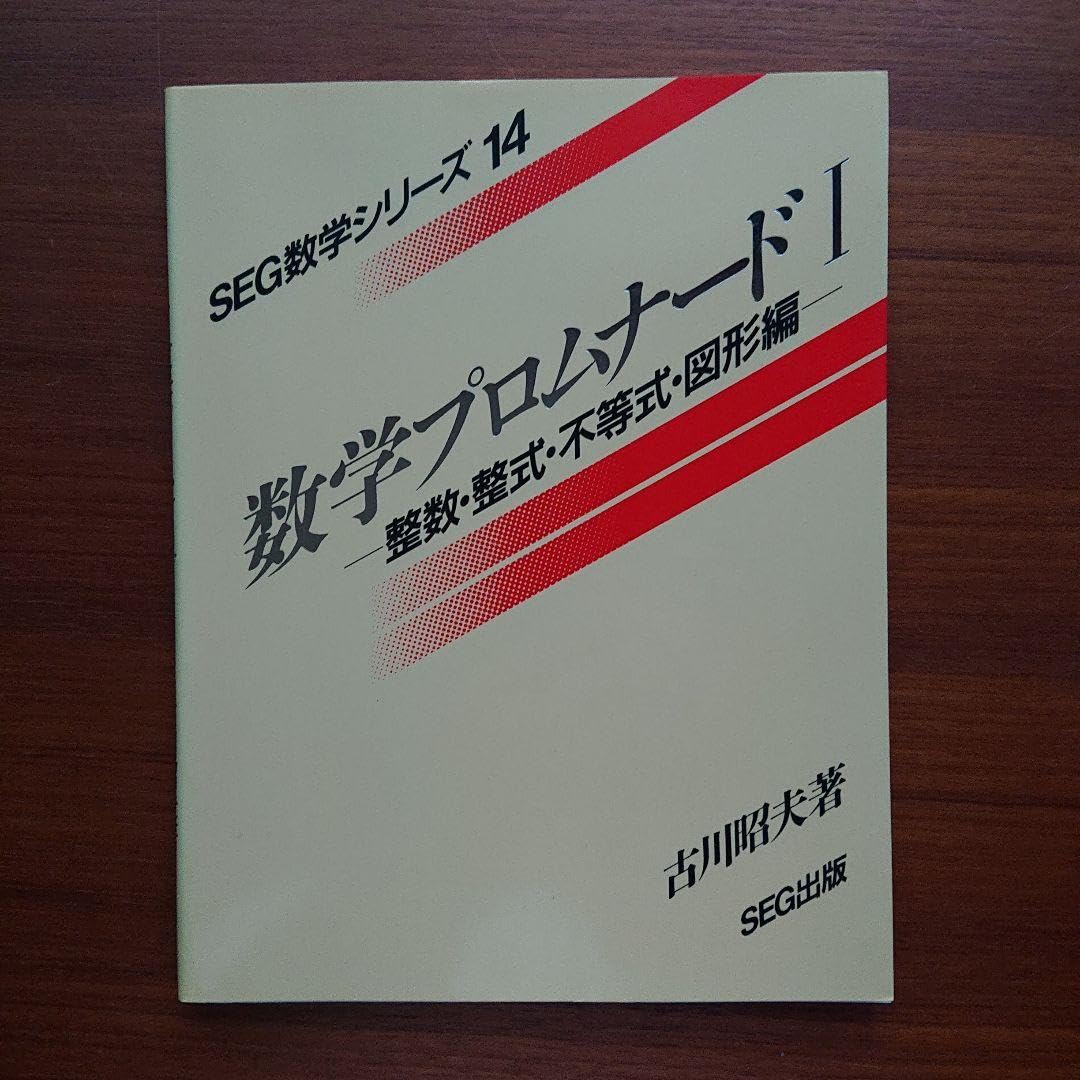 SEG数学シリーズ 14
数学プロムナード I
―整数・整式・不等式・図形編―
古川昭夫著
SEG出版